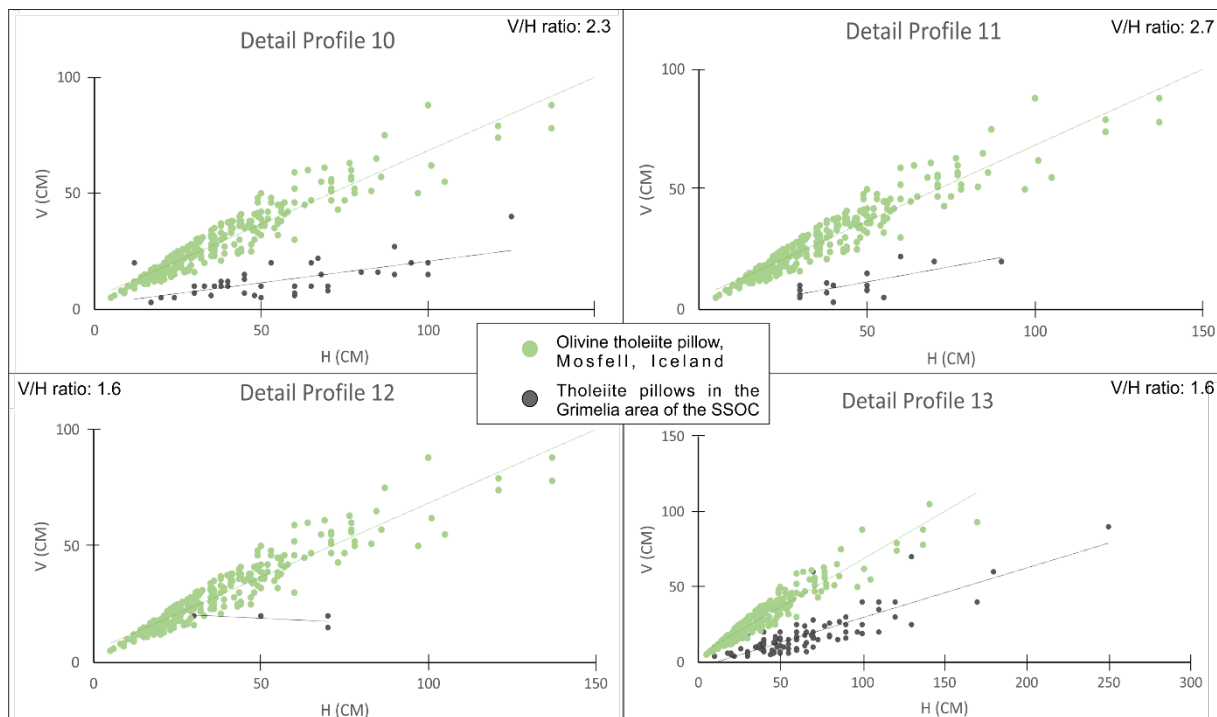 Detail Profile 10
V/H ratio: 2.3
100
50
0
V (CM)
0
50
100
H (CM)
Detail Profile 11
V/H ratio: 2.7
100
50
0
V (CM)
0
50
100
150
H (CM)
Olivine tholeiite pillow,
Mosfell, Iceland
Tholeiite pillows in the
Grimelia area of the SSOC
V/H ratio: 1.6
Detail Profile 12
100
50
0
V (CM)
0
50
100
150
H (CM)
Detail Profile 13
V/H ratio: 1.6
150
100
50
0
V (CM)
0
50
100
150
200
250
300
H (CM)